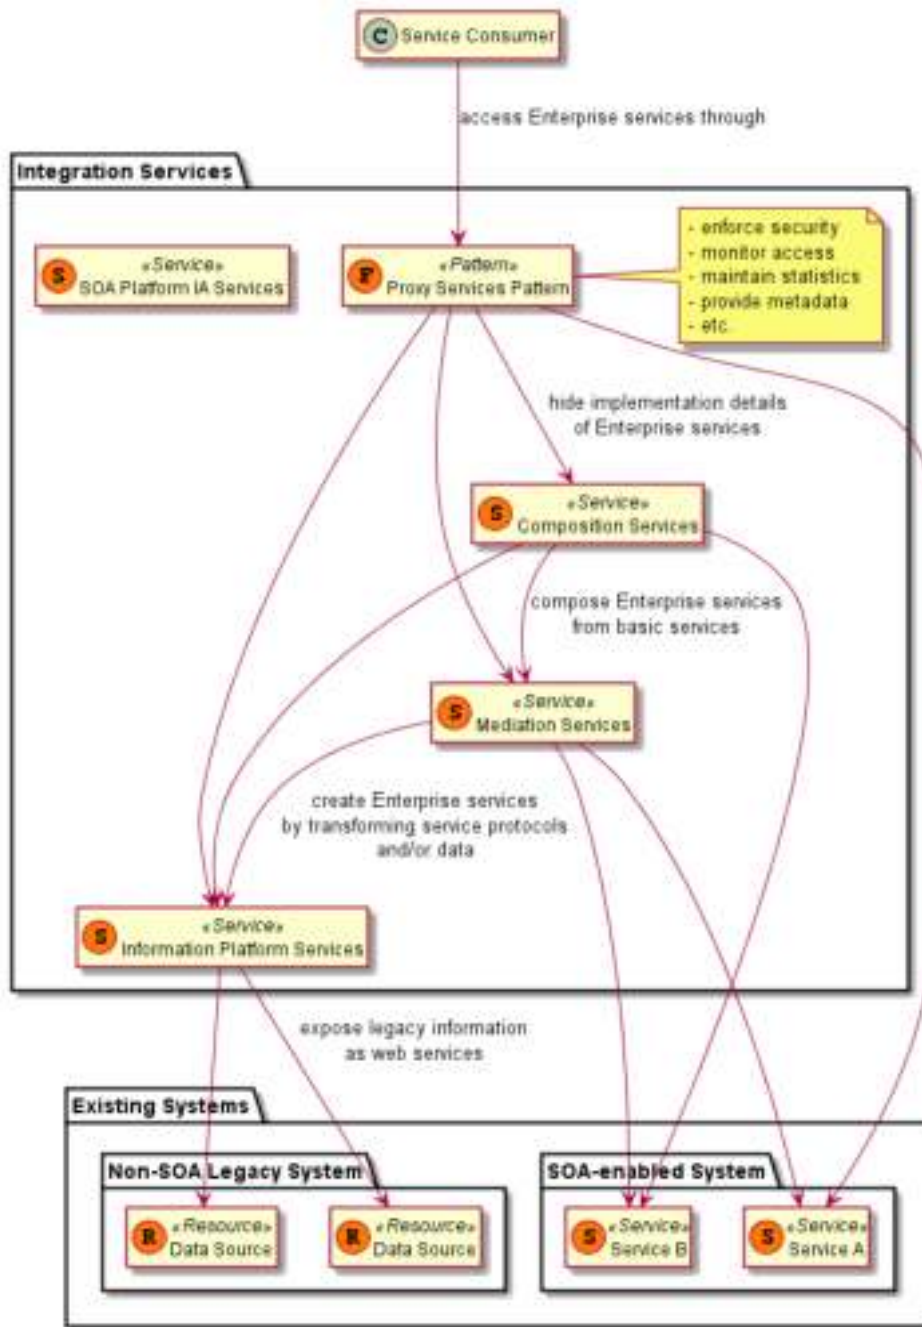 C Service Consumer
access Enterprise services through
Integration Services
S «Service»
SOA Platform IA Services
F «Pattern»
Proxy Services Pattern
- enforce security
- monitor access
- maintain statistics
- provide metadata
- etc.
hide implementation details
of Enterprise services
S «Service»
Composition Services
compose Enterprise services
from basic services
S «Service»
Mediation Services
create Enterprise services
by transforming service protocols
and/or data
S «Service»
Information Platform Services
expose legacy information
as web services
Existing Systems
Non-SOA Legacy System
R «Resource»
Data Source
R «Resource»
Data Source
SOA-enabled System
S «Service»
Service B
S «Service»
Service A